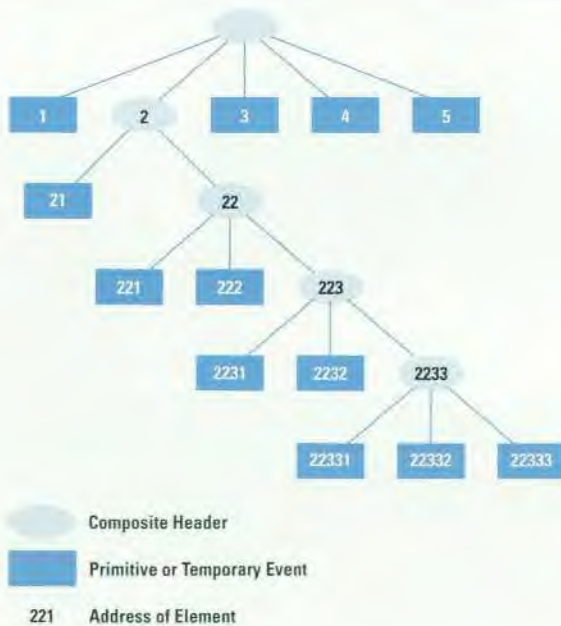 1 2 3 4 5
21 22
221 222 223
2231 2232 2233
22331 22332 22333
Composite Header
Primitive or Temporary Event
221 Address of Element